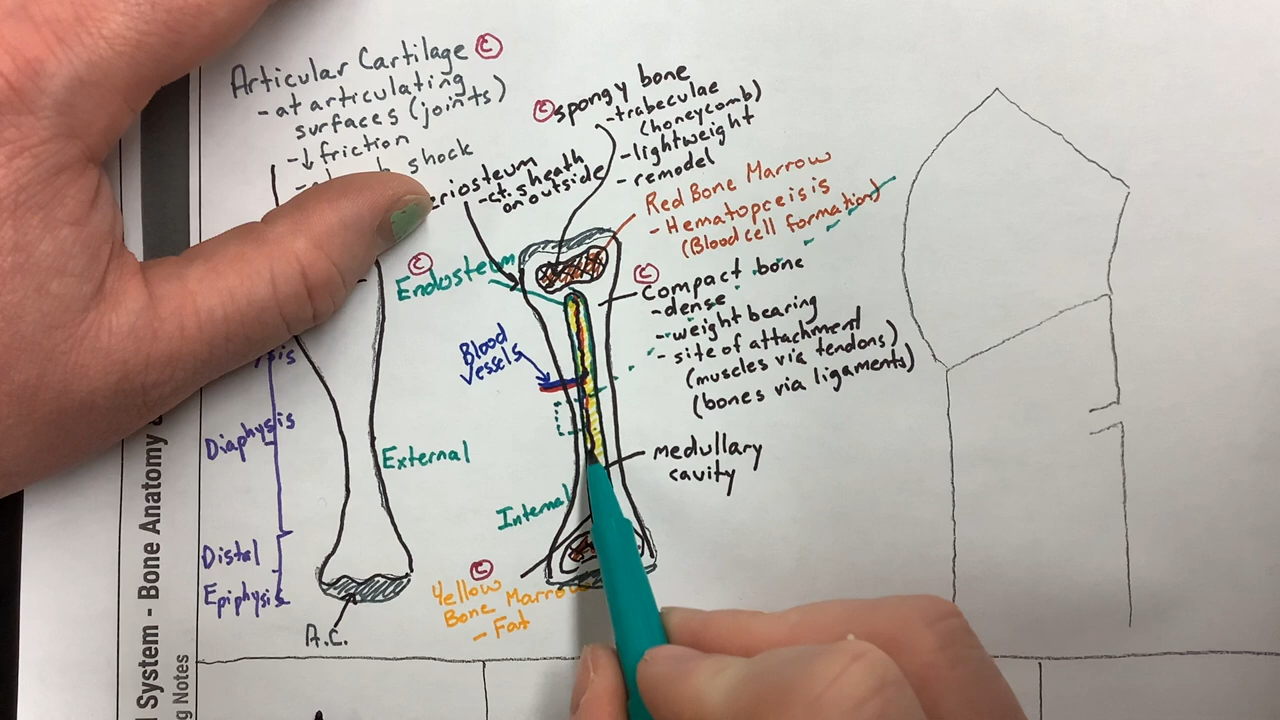 Articular Cartilage ©
- at articulating
surfaces (joints)
- ↓ friction
shock
© spongy bone
- trabeculae
(honeycomb)
- lightweight
- remodel
eriosteum
- c.t. sheath
on outside
Red Bone Marrow
- Hematopoeisis
(Blood cell formation)
©
Endosteum
© Compact bone
- dense
- weight bearing
- site of attachment
(muscles via tendons)
(bones via ligaments)
Blood
Vessels
Diaphysis
External
medullary
cavity
Internal
Distal
Epiphysis
A.C.
©
Yellow
Bone Marrow
- Fat
System - Bone Anatomy
g Notes